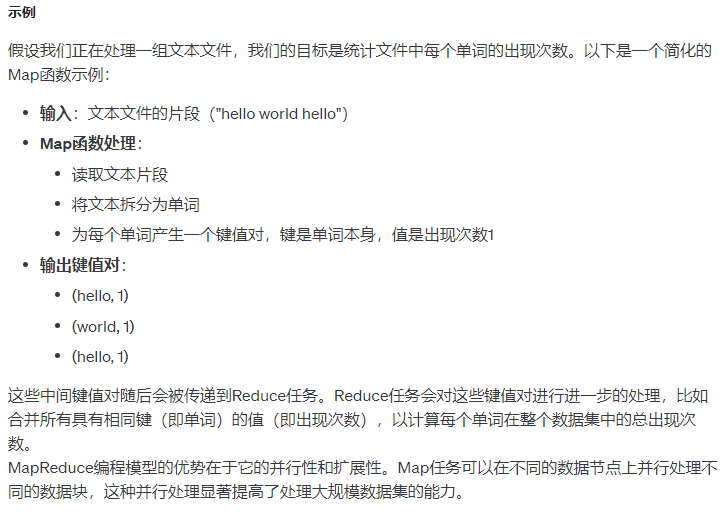 示例
假设我们正在处理一组文本文件，我们的目标是统计文件中每个单词的出现次数。以下是一个简化的
Map函数示例：
输入：文本文件的片段（"hello world hello"）
Map函数处理：
读取文本片段
将文本拆分为单词
为每个单词产生一个键值对，键是单词本身，值是出现次数1
输出键值对：
(hello, 1)
(world, 1)
(hello, 1)
这些中间键值对随后会被传递到Reduce任务。Reduce任务会对这些键值对进行进一步的处理，比如
合并所有具有相同键（即单词）的值（即出现次数），以计算每个单词在整个数据集中的总出现次
数。
MapReduce编程模型的优势在于它的并行性和扩展性。Map任务可以在不同的数据节点上并行处理不
同的数据块，这种并行处理显著提高了处理大规模数据集的能力。